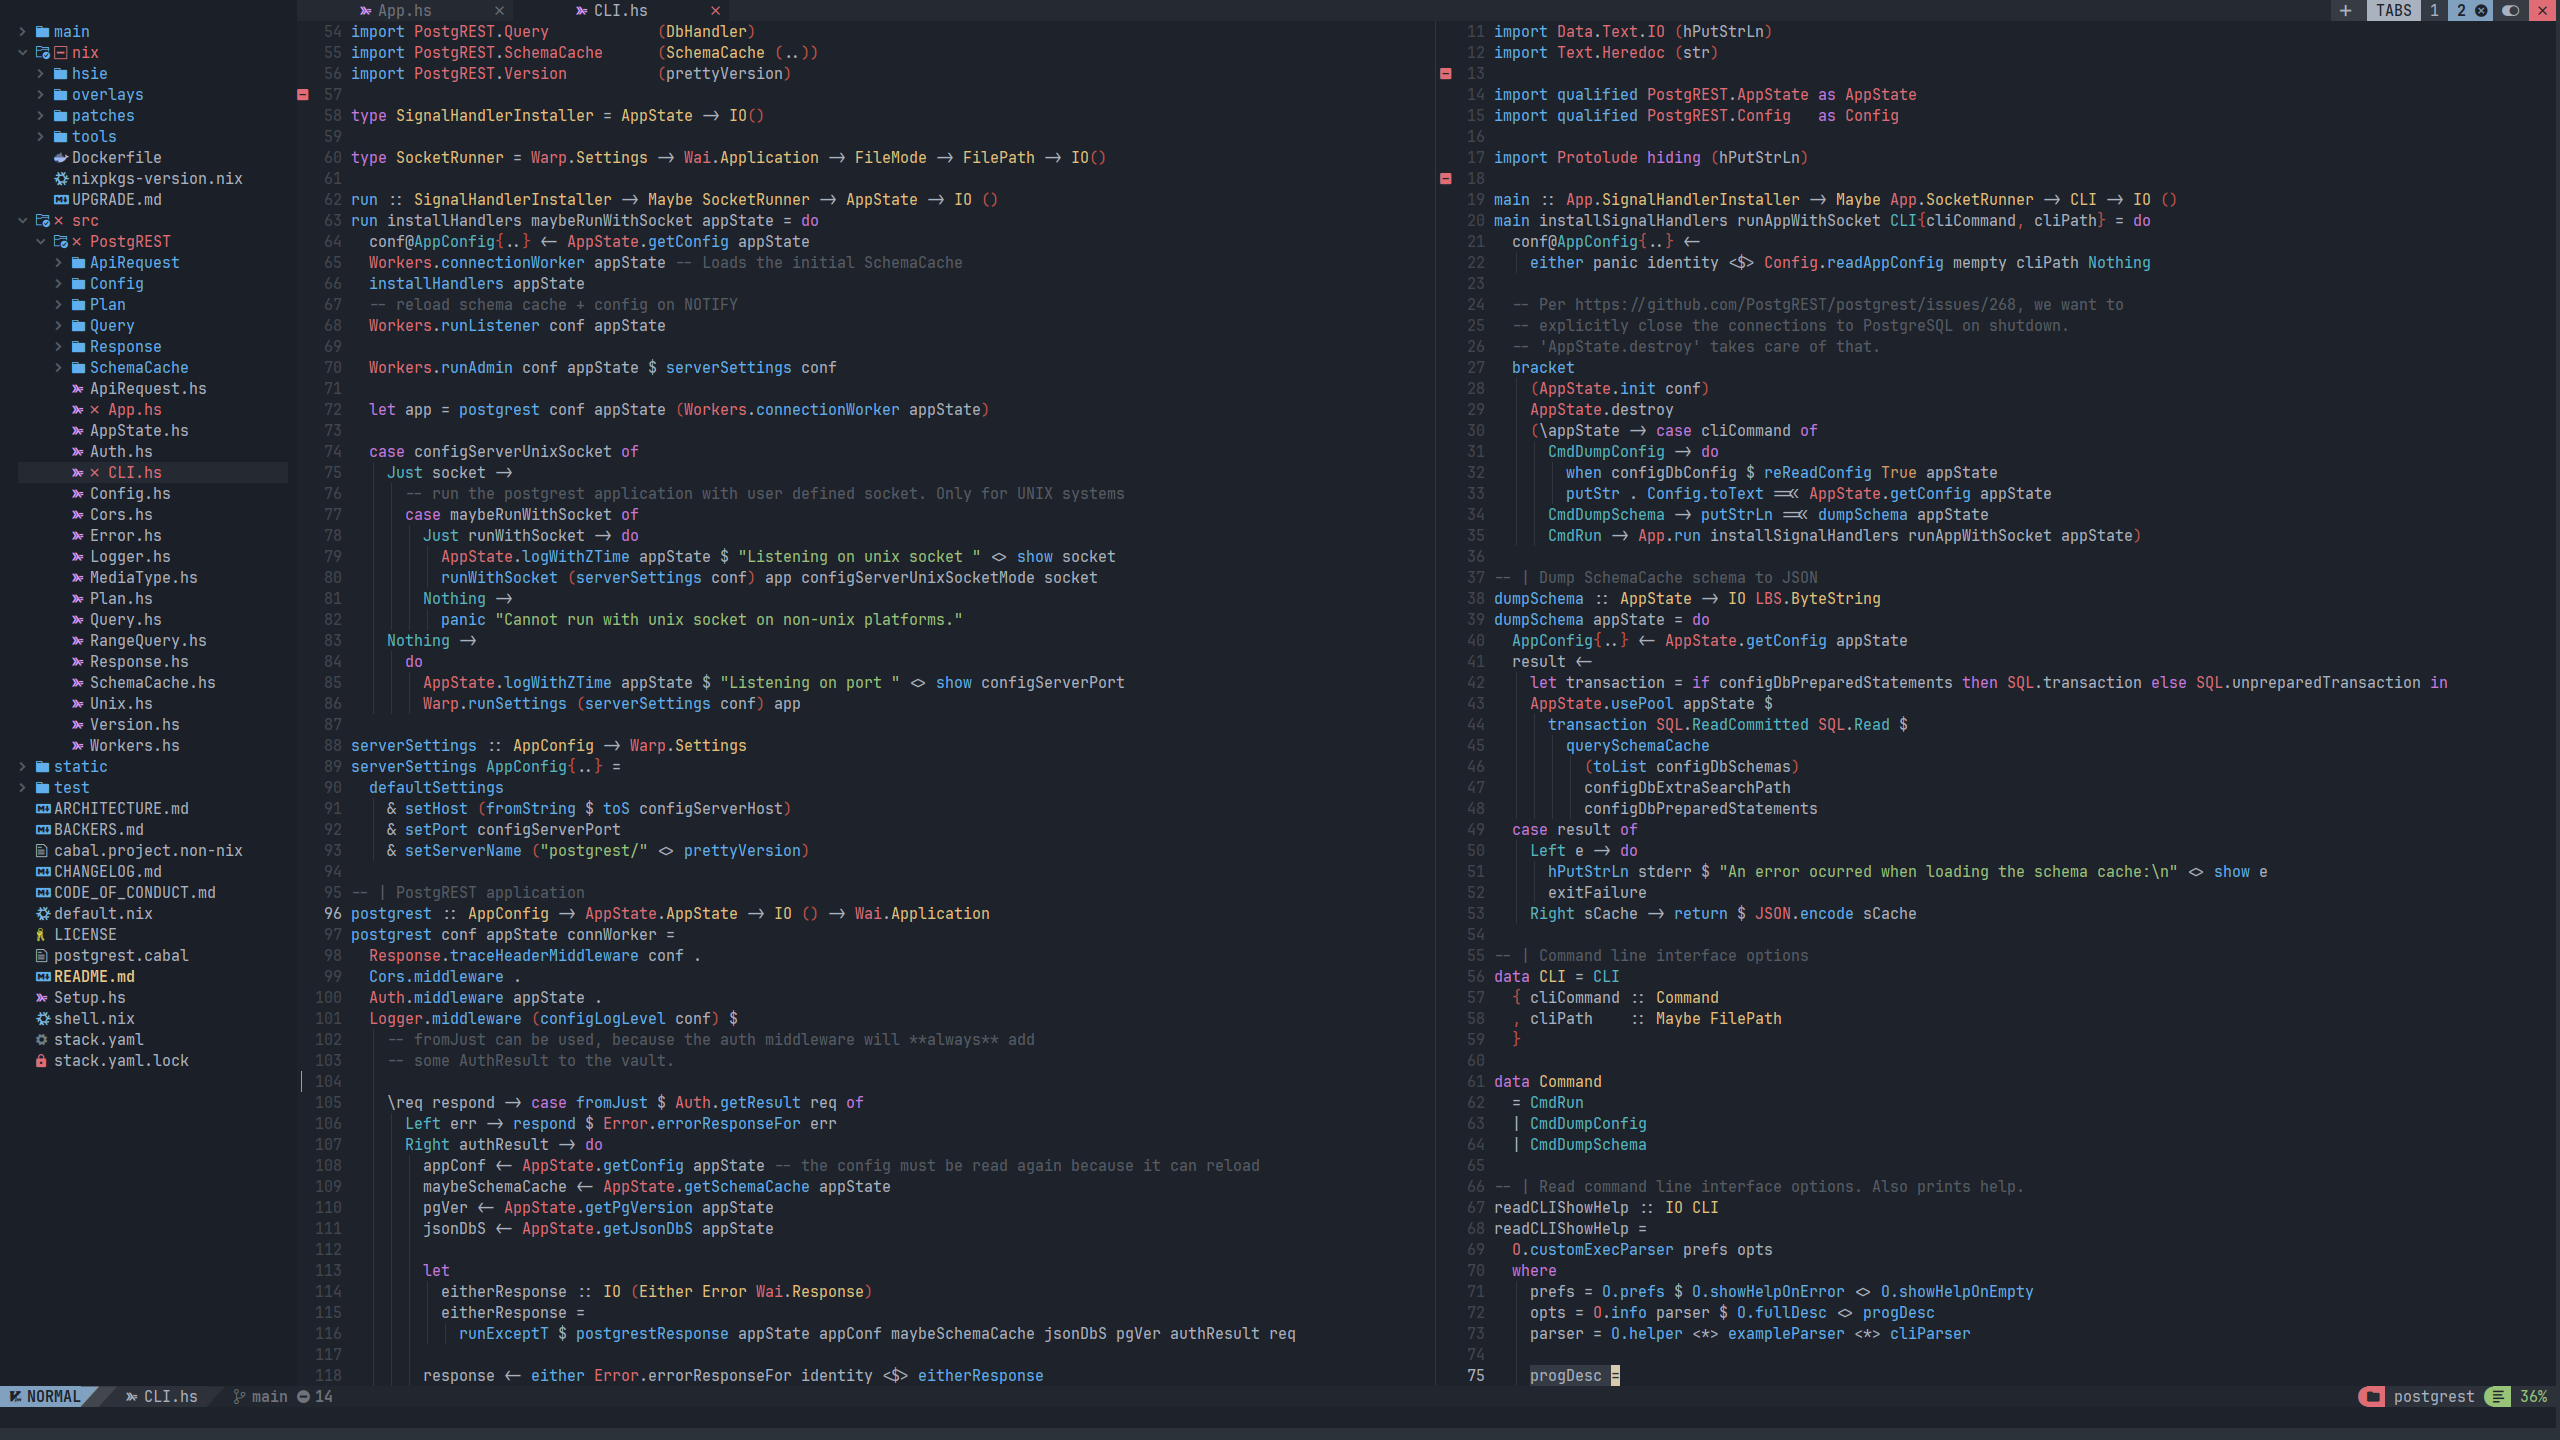 App.hs × CLI.hs × + TABS 1 2
main
nix
hsie
overlays
patches
tools
Dockerfile
nixpkgs-version.nix
UPGRADE.md
src
PostgREST
ApiRequest
Config
Plan
Query
Response
SchemaCache
ApiRequest.hs
App.hs
AppState.hs
Auth.hs
CLI.hs
Config.hs
Cors.hs
Error.hs
Logger.hs
MediaType.hs
Plan.hs
Query.hs
RangeQuery.hs
Response.hs
SchemaCache.hs
Unix.hs
Version.hs
Workers.hs
static
test
ARCHITECTURE.md
BACKERS.md
cabal.project.non-nix
CHANGELOG.md
CODE_OF_CONDUCT.md
default.nix
LICENSE
postgrest.cabal
README.md
Setup.hs
shell.nix
stack.yaml
stack.yaml.lock
54 import PostgREST.Query            (DbHandler)
55 import PostgREST.SchemaCache      (SchemaCache (..))
56 import PostgREST.Version          (prettyVersion)
57
58 type SignalHandlerInstaller = AppState -> IO()
59
60 type SocketRunner = Warp.Settings -> Wai.Application -> FileMode -> FilePath -> IO()
61
62 run :: SignalHandlerInstaller -> Maybe SocketRunner -> AppState -> IO ()
63 run installHandlers maybeRunWithSocket appState = do
64   conf@AppConfig{..} <- AppState.getConfig appState
65   Workers.connectionWorker appState -- Loads the initial SchemaCache
66   installHandlers appState
67   -- reload schema cache + config on NOTIFY
68   Workers.runListener conf appState
69
70   Workers.runAdmin conf appState $ serverSettings conf
71
72   let app = postgrest conf appState (Workers.connectionWorker appState)
73
74   case configServerUnixSocket of
75     Just socket ->
76       -- run the postgrest application with user defined socket. Only for UNIX systems
77       case maybeRunWithSocket of
78         Just runWithSocket -> do
79           AppState.logWithZTime appState $ "Listening on unix socket " <> show socket
80           runWithSocket (serverSettings conf) app configServerUnixSocketMode socket
81         Nothing ->
82           panic "Cannot run with unix socket on non-unix platforms."
83     Nothing ->
84       do
85         AppState.logWithZTime appState $ "Listening on port " <> show configServerPort
86         Warp.runSettings (serverSettings conf) app
87
88 serverSettings :: AppConfig -> Warp.Settings
89 serverSettings AppConfig{..} =
90   defaultSettings
91     & setHost (fromString $ toS configServerHost)
92     & setPort configServerPort
93     & setServerName ("postgrest/" <> prettyVersion)
94
95 -- | PostgREST application
96 postgrest :: AppConfig -> AppState.AppState -> IO () -> Wai.Application
97 postgrest conf appState connWorker =
98   Response.traceHeaderMiddleware conf .
99   Cors.middleware .
100   Auth.middleware appState .
101   Logger.middleware (configLogLevel conf) $
102     -- fromJust can be used, because the auth middleware will **always** add
103     -- some AuthResult to the vault.
104
105     \req respond -> case fromJust $ Auth.getResult req of
106       Left err -> respond $ Error.errorResponseFor err
107       Right authResult -> do
108         appConf <- AppState.getConfig appState -- the config must be read again because it can reload
109         maybeSchemaCache <- AppState.getSchemaCache appState
110         pgVer <- AppState.getPgVersion appState
111         jsonDbS <- AppState.getJsonDbS appState
112
113         let
114           eitherResponse :: IO (Either Error Wai.Response)
115           eitherResponse =
116             runExceptT $ postgrestResponse appState appConf maybeSchemaCache jsonDbS pgVer authResult req
117
118         response <- either Error.errorResponseFor identity <$> eitherResponse
11 import Data.Text.IO (hPutStrLn)
12 import Text.Heredoc (str)
13
14 import qualified PostgREST.AppState as AppState
15 import qualified PostgREST.Config   as Config
16
17 import Protolude hiding (hPutStrLn)
18
19 main :: App.SignalHandlerInstaller -> Maybe App.SocketRunner -> CLI -> IO ()
20 main installSignalHandlers runAppWithSocket CLI{cliCommand, cliPath} = do
21   conf@AppConfig{..} <-
22     either panic identity <$> Config.readAppConfig mempty cliPath Nothing
23
24   -- Per https://github.com/PostgREST/postgrest/issues/268, we want to
25   -- explicitly close the connections to PostgreSQL on shutdown.
26   -- 'AppState.destroy' takes care of that.
27   bracket
28     (AppState.init conf)
29     AppState.destroy
30     (\appState -> case cliCommand of
31       CmdDumpConfig -> do
32         when configDbConfig $ reReadConfig True appState
33         putStr . Config.toText =<< AppState.getConfig appState
34       CmdDumpSchema -> putStrLn =<< dumpSchema appState
35       CmdRun -> App.run installSignalHandlers runAppWithSocket appState)
36
37 -- | Dump SchemaCache schema to JSON
38 dumpSchema :: AppState -> IO LBS.ByteString
39 dumpSchema appState = do
40   AppConfig{..} <- AppState.getConfig appState
41   result <-
42     let transaction = if configDbPreparedStatements then SQL.transaction else SQL.unpreparedTransaction in
43     AppState.usePool appState $
44       transaction SQL.ReadCommitted SQL.Read $
45         querySchemaCache
46           (toList configDbSchemas)
47           configDbExtraSearchPath
48           configDbPreparedStatements
49   case result of
50     Left e -> do
51       hPutStrLn stderr $ "An error ocurred when loading the schema cache:\n" <> show e
52       exitFailure
53     Right sCache -> return $ JSON.encode sCache
54
55 -- | Command line interface options
56 data CLI = CLI
57   { cliCommand :: Command
58   , cliPath    :: Maybe FilePath
59   }
60
61 data Command
62   = CmdRun
63   | CmdDumpConfig
64   | CmdDumpSchema
65
66 -- | Read command line interface options. Also prints help.
67 readCLIShowHelp :: IO CLI
68 readCLIShowHelp =
69   O.customExecParser prefs opts
70   where
71     prefs = O.prefs $ O.showHelpOnError <> O.showHelpOnEmpty
72     opts = O.info parser $ O.fullDesc <> progDesc
73     parser = O.helper <*> exampleParser <*> cliParser
74
75     progDesc =
NORMAL CLI.hs main 14 postgrest 36%